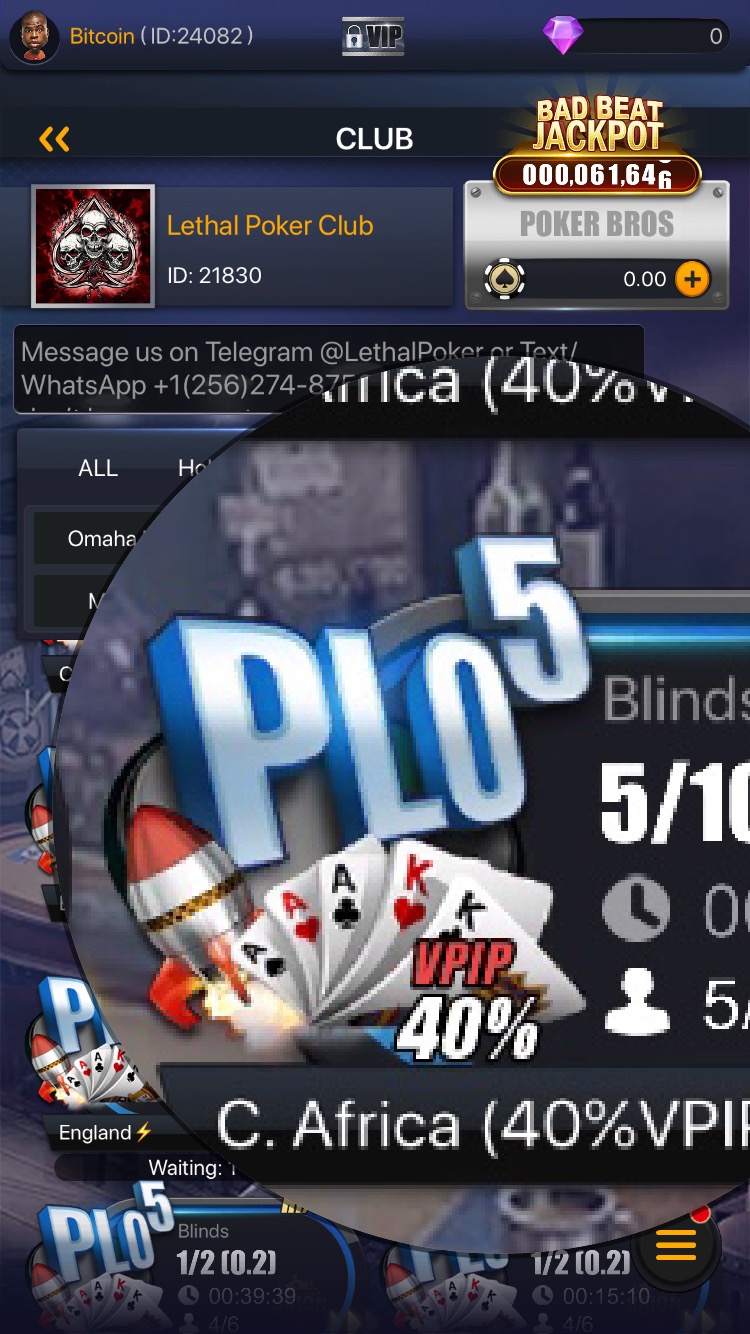 Bitcoin ( ID:24082 )
VIP
0
CLUB
BAD BEAT
JACKPOT
000,061,646
Lethal Poker Club
ID: 21830
POKER BROS
0.00
Message us on Telegram @LethalPoker or Text/
WhatsApp +1(256)274-875
ALL
Omaha
(40%
PLO5
Blinds
5/10
A A A K K
VPIP
40%
C. Africa (40%VPIP
England⚡
Waiting:
PLO5
Blinds
1/2 (0.2)
00:39:39
4/6
1/2 (0.2)
00:15:10
4/6